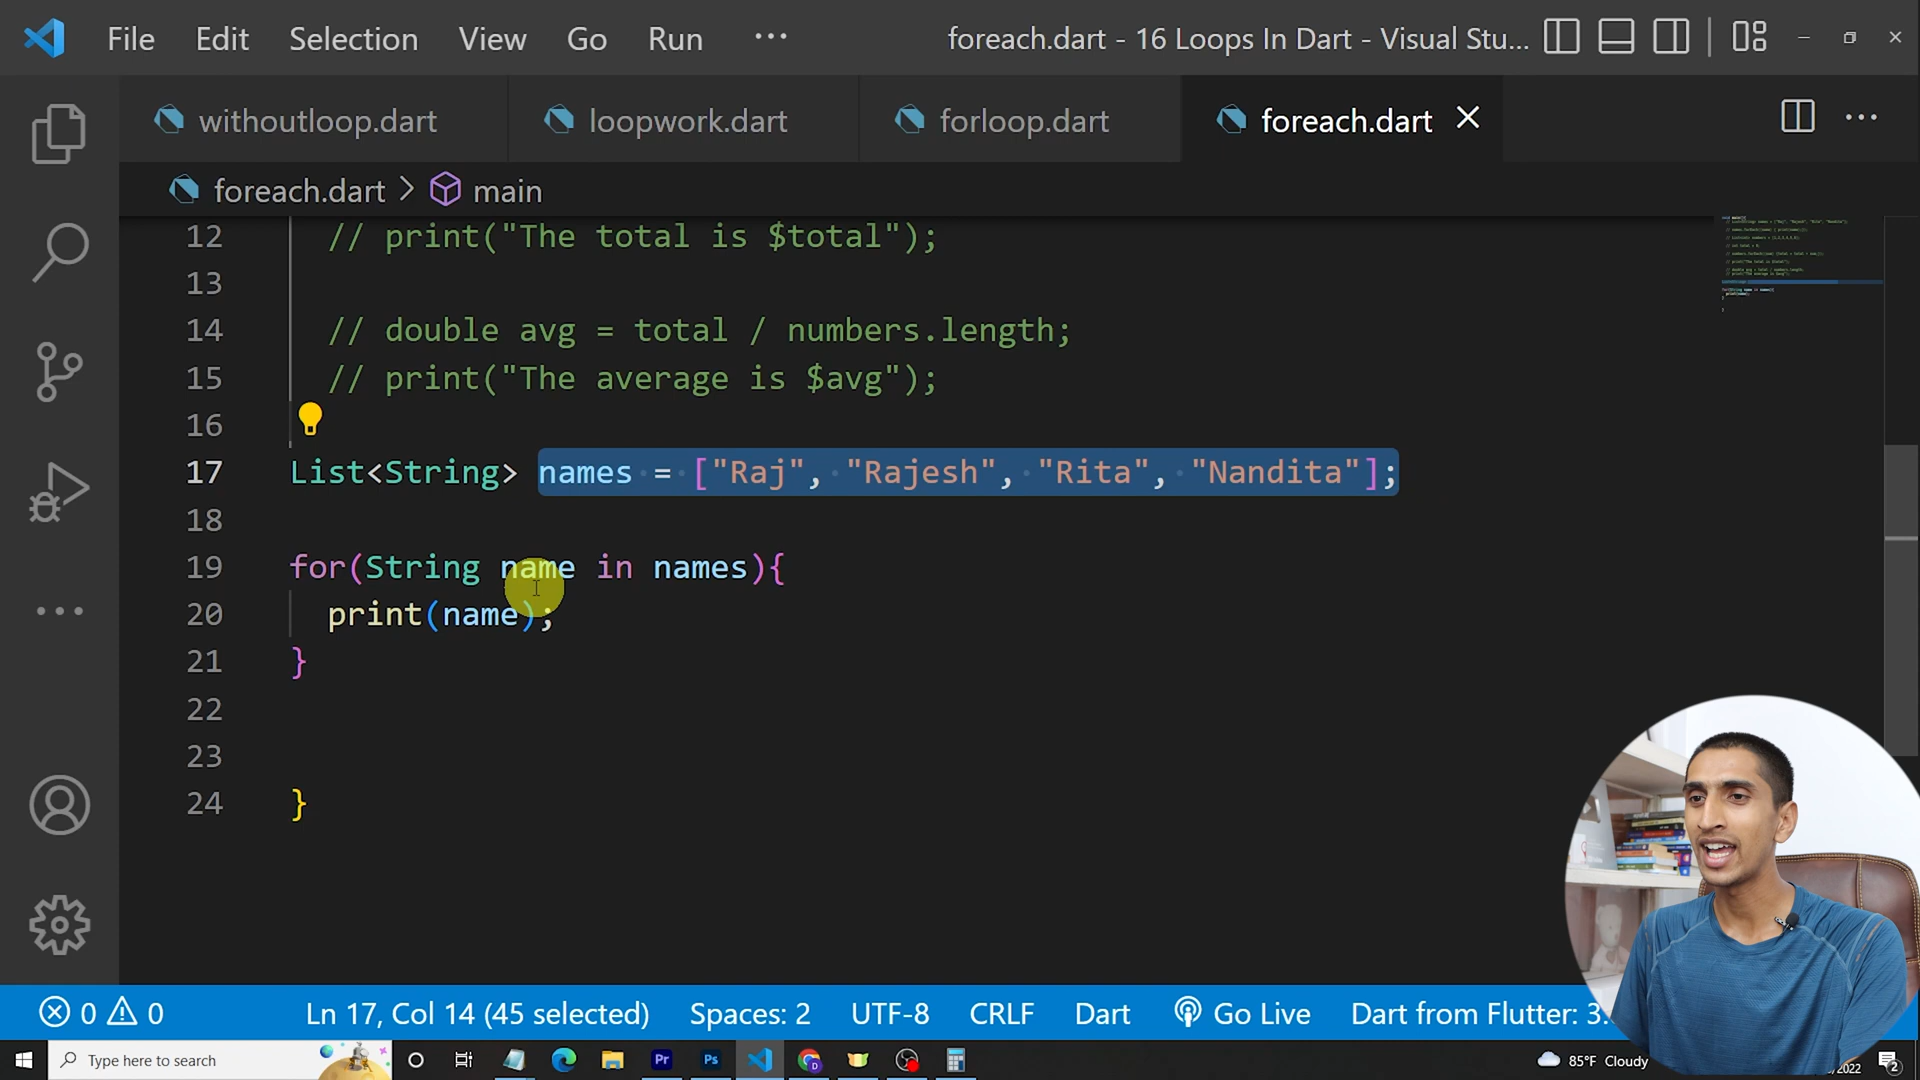 File Edit Selection View Go Run ··· foreach.dart - 16 Loops In Dart - Visual Stu...
withoutloop.dart loopwork.dart forloop.dart foreach.dart
foreach.dart > main
12 // print("The total is $total");
13
14 // double avg = total / numbers.length;
15 // print("The average is $avg");
16
17 List<String> names = ["Raj", "Rajesh", "Rita", "Nandita"];
18
19 for(String name in names){
20 print(name);
21 }
22
23
24 }
0 0 Ln 17, Col 14 (45 selected) Spaces: 2 UTF-8 CRLF Dart Go Live Dart from Flutter: 3.
Type here to search Pr Ps 85°F Cloudy /2022 2